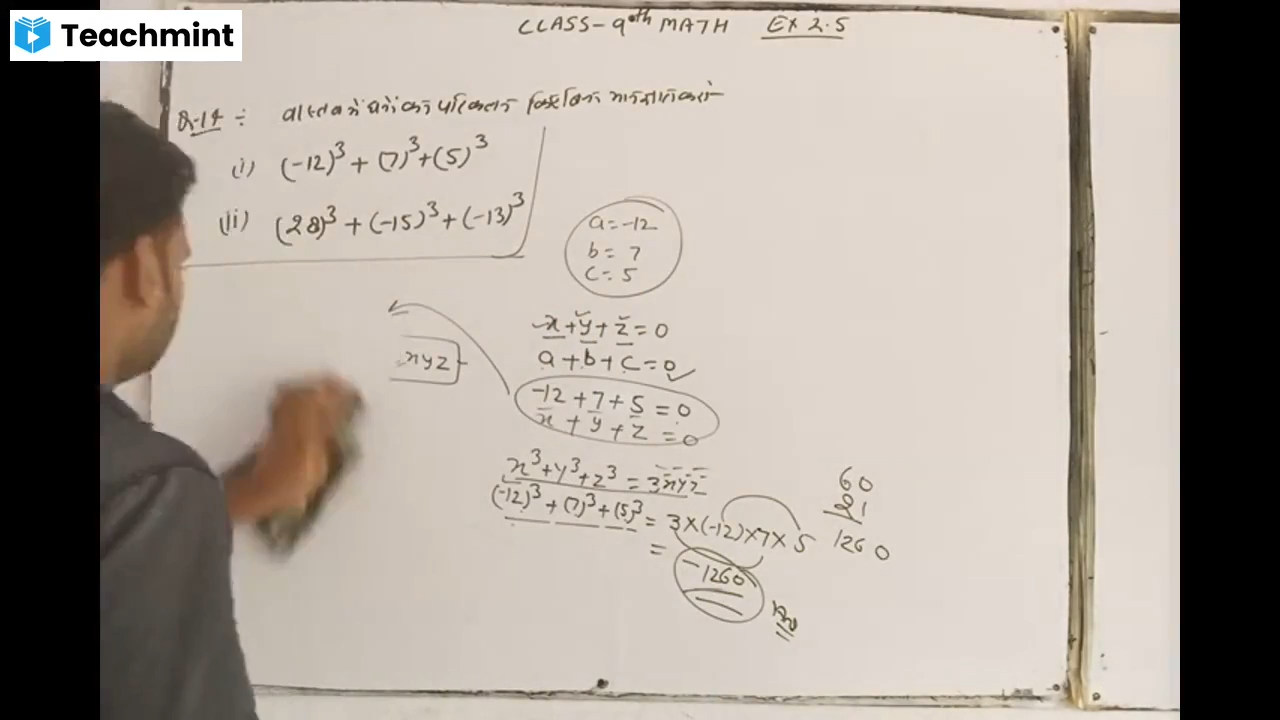 Teachmint
CLASS-9th MATH EX 2.5
Q.14 ÷
(i) (-12)³ + (7)³ + (5)³
(ii) (28)³ + (-15)³ + (-13)³
a = -12
b = 7
c = 5
x + y + z = 0
xyz
a + b + c = 0
-12 + 7 + 5 = 0
x + y + z = 0
x³ + y³ + z³ = 3xyz
(-12)³ + (7)³ + (5)³ = 3 × (-12) × 7 × 5
= -1260
60
21
1260